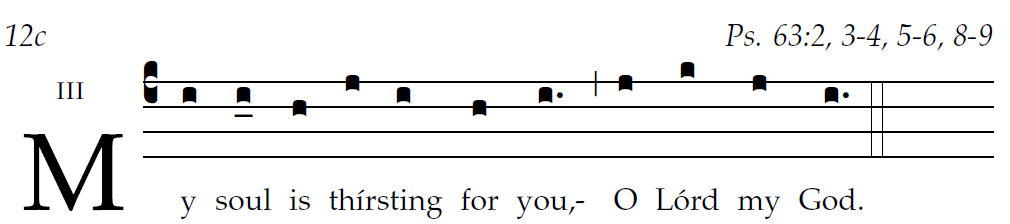 12c
Ps. 63:2, 3-4, 5-6, 8-9
III
My soul is thírsting for you,- O Lórd my God.